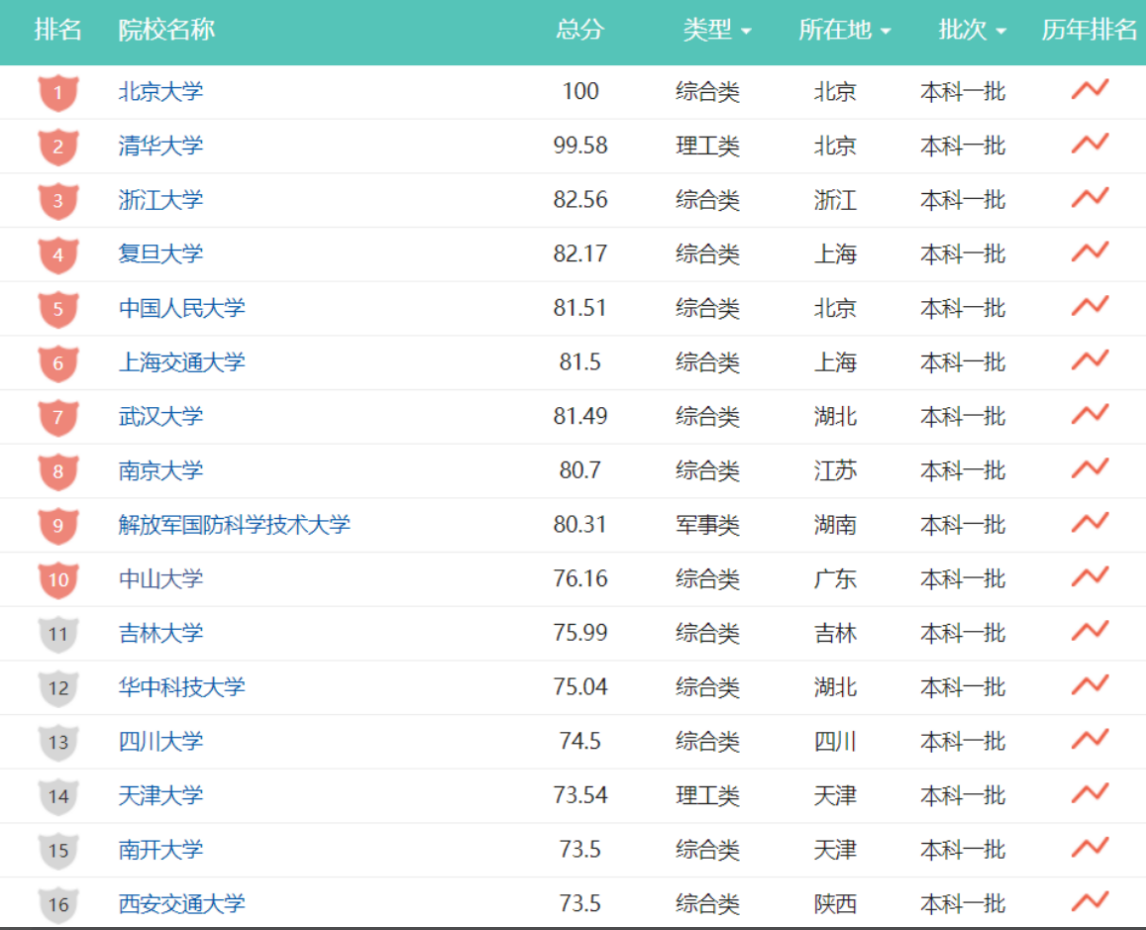 排名 院校名称 总分 类型 所在地 批次 历年排名
1 北京大学 100 综合类 北京 本科一批
2 清华大学 99.58 理工类 北京 本科一批
3 浙江大学 82.56 综合类 浙江 本科一批
4 复旦大学 82.17 综合类 上海 本科一批
5 中国人民大学 81.51 综合类 北京 本科一批
6 上海交通大学 81.5 综合类 上海 本科一批
7 武汉大学 81.49 综合类 湖北 本科一批
8 南京大学 80.7 综合类 江苏 本科一批
9 解放军国防科学技术大学 80.31 军事类 湖南 本科一批
10 中山大学 76.16 综合类 广东 本科一批
11 吉林大学 75.99 综合类 吉林 本科一批
12 华中科技大学 75.04 综合类 湖北 本科一批
13 四川大学 74.5 综合类 四川 本科一批
14 天津大学 73.54 理工类 天津 本科一批
15 南开大学 73.5 综合类 天津 本科一批
16 西安交通大学 73.5 综合类 陕西 本科一批